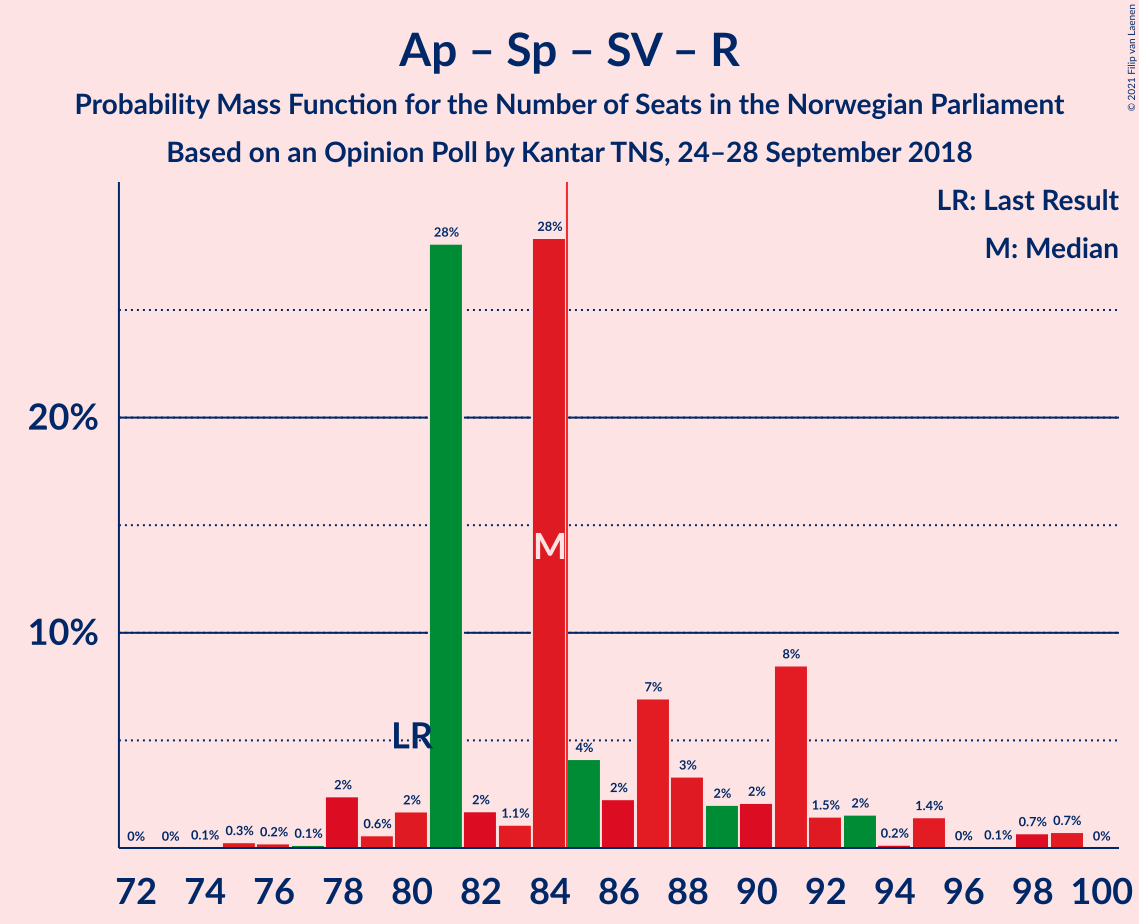 Ap – Sp – SV – R
Probability Mass Function for the Number of Seats in the Norwegian Parliament
Based on an Opinion Poll by Kantar TNS, 24–28 September 2018
© 2021 Filip van Laenen
LR: Last Result
M: Median
20%
10%
0% 0% 0.1% 0.3% 0.2% 0.1% 2% 0.6% 2% 28% 2% 1.1% 28% 4% 2% 7% 3% 2% 2% 8% 1.5% 2% 0.2% 1.4% 0% 0.1% 0.7% 0.7% 0%
LR
M
72 74 76 78 80 82 84 86 88 90 92 94 96 98 100